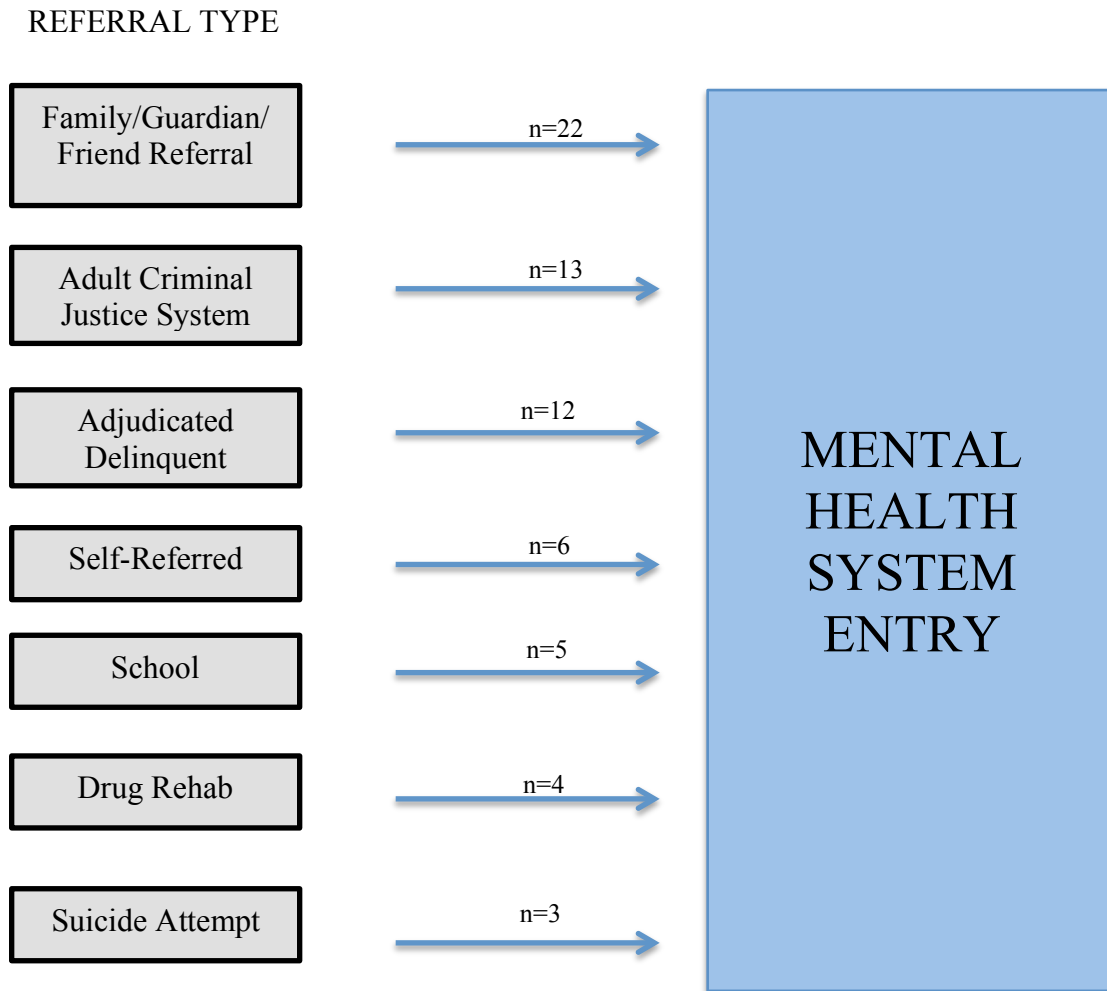 REFERRAL TYPE
Family/Guardian/
Friend Referral
n=22
Adult Criminal
Justice System
n=13
Adjudicated
Delinquent
n=12
Self-Referred
n=6
School
n=5
Drug Rehab
n=4
Suicide Attempt
n=3
MENTAL
HEALTH
SYSTEM
ENTRY